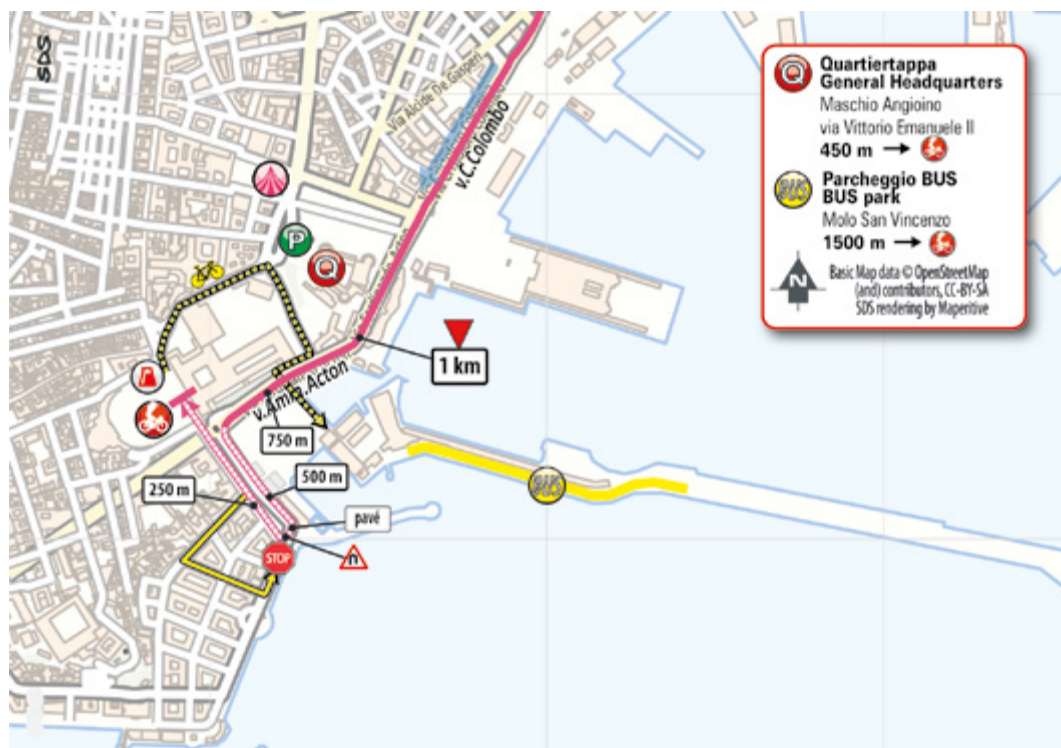 SDS
Via Alcide De Gasperi
v.C.Colombo
Quartiertappa
General Headquarters
Maschio Angioino
via Vittorio Emanuele II
450 m
Parcheggio BUS
BUS park
Molo San Vincenzo
1500 m
N
Basic Map data © OpenStreetMap
(and) contributors, CC-BY-SA
SDS rendering by Maperitive
P
Q
1 km
v.Amm.Acton
750 m
500 m
250 m
BUS
pavé
STOP